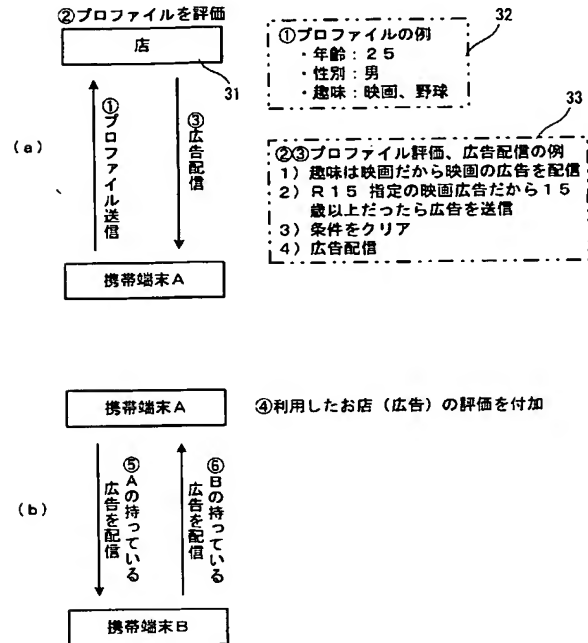 ②プロファイルを評価
店
31
①プロファイル送信
③広告配信
(a)
携帯端末A
32
①プロファイルの例
・年齢：25
・性別：男
・趣味：映画、野球
33
②③プロファイル評価、広告配信の例
1) 趣味は映画だから映画の広告を配信
2) R15 指定の映画広告だから15
歳以上だったら広告を送信
3) 条件をクリア
4) 広告配信
携帯端末A
④利用したお店（広告）の評価を付加
(b)
⑤Aの持っている
広告を配信
⑥Bの持っている
広告を配信
携帯端末B